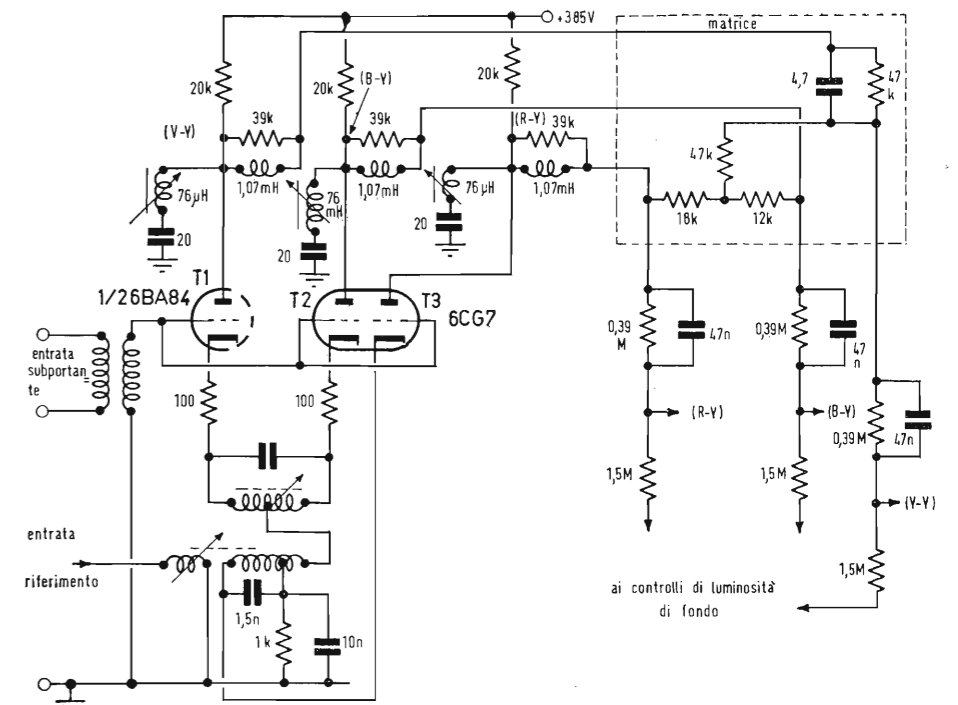 +385V
matrice
20k
20k
(B-Y)
20k
4,7
47
k
(V-Y)
39k
39k
(R-Y)
39k
47k
76µH
1,07mH
76
mH
1,07mH
76µH
1,07mH
18k
12k
20
20
20
T1
1/26BA84
T2
T3
6CG7
0,39
M
47n
0,39M
47
n
entrata
subportan=
te
100
100
(R-Y)
(B-Y)
0,39M
47n
1,5M
1,5M
(V-Y)
entrata
riferimento
1,5M
1,5n
1k
10n
ai controlli di luminosità
di fondo